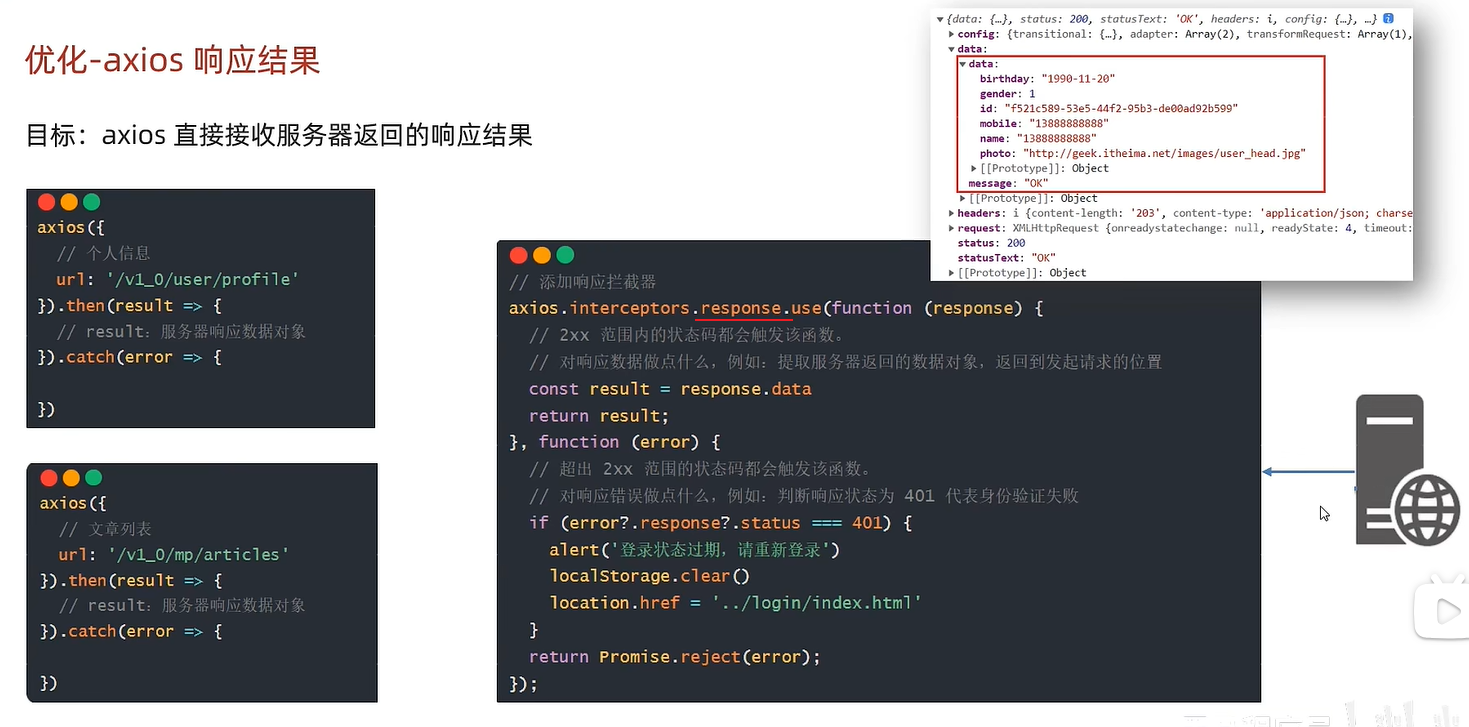 优化-axios 响应结果
目标：axios 直接接收服务器返回的响应结果
axios({
// 个人信息
url: '/v1_0/user/profile'
}).then(result => {
// result：服务器响应数据对象
}).catch(error => {
})
axios({
// 文章列表
url: '/v1_0/mp/articles'
}).then(result => {
// result：服务器响应数据对象
}).catch(error => {
})
// 添加响应拦截器
axios.interceptors.response.use(function (response) {
// 2xx 范围内的状态码都会触发该函数。
// 对响应数据做点什么，例如：提取服务器返回的数据对象，返回到发起请求的位置
const result = response.data
return result;
}, function (error) {
// 超出 2xx 范围的状态码都会触发该函数。
// 对响应错误做点什么，例如：判断响应状态为 401 代表身份验证失败
if (error?.response?.status === 401) {
alert('登录状态过期，请重新登录')
localStorage.clear()
location.href = '../login/index.html'
}
return Promise.reject(error);
});
{data: {…}, status: 200, statusText: 'OK', headers: i, config: {…}, …}
config: {transitional: {…}, adapter: Array(2), transformRequest: Array(1),
data:
data:
birthday: "1990-11-20"
gender: 1
id: "f521c589-53e5-44f2-95b3-de00ad92b599"
mobile: "13888888888"
name: "13888888888"
photo: "http://geek.itheima.net/images/user_head.jpg"
[[Prototype]]: Object
message: "OK"
[[Prototype]]: Object
headers: i {content-length: '203', content-type: 'application/json; charse
request: XMLHttpRequest {onreadystatechange: null, readyState: 4, timeout:
status: 200
statusText: "OK"
[[Prototype]]: Object